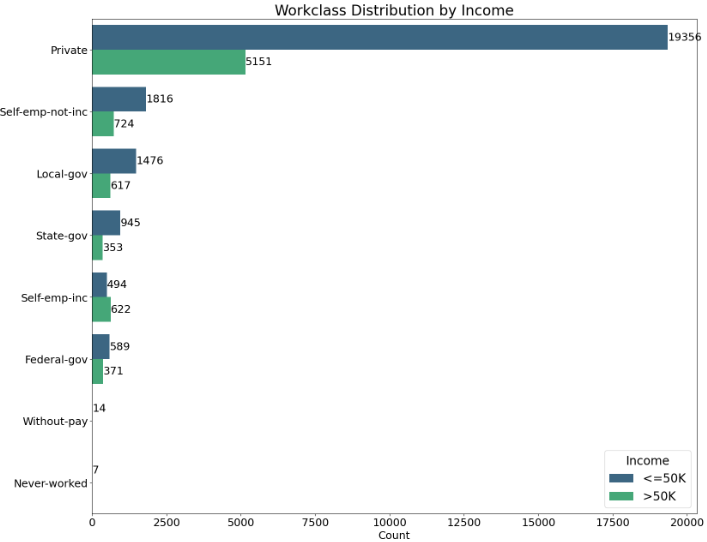 Workclass Distribution by Income
Private
19356
5151
Self-emp-not-inc
1816
724
Local-gov
1476
617
State-gov
945
353
Self-emp-inc
494
622
Federal-gov
589
371
Without-pay
14
Never-worked
7
Income
<=50K
>50K
0 2500 5000 7500 10000 12500 15000 17500 20000
Count